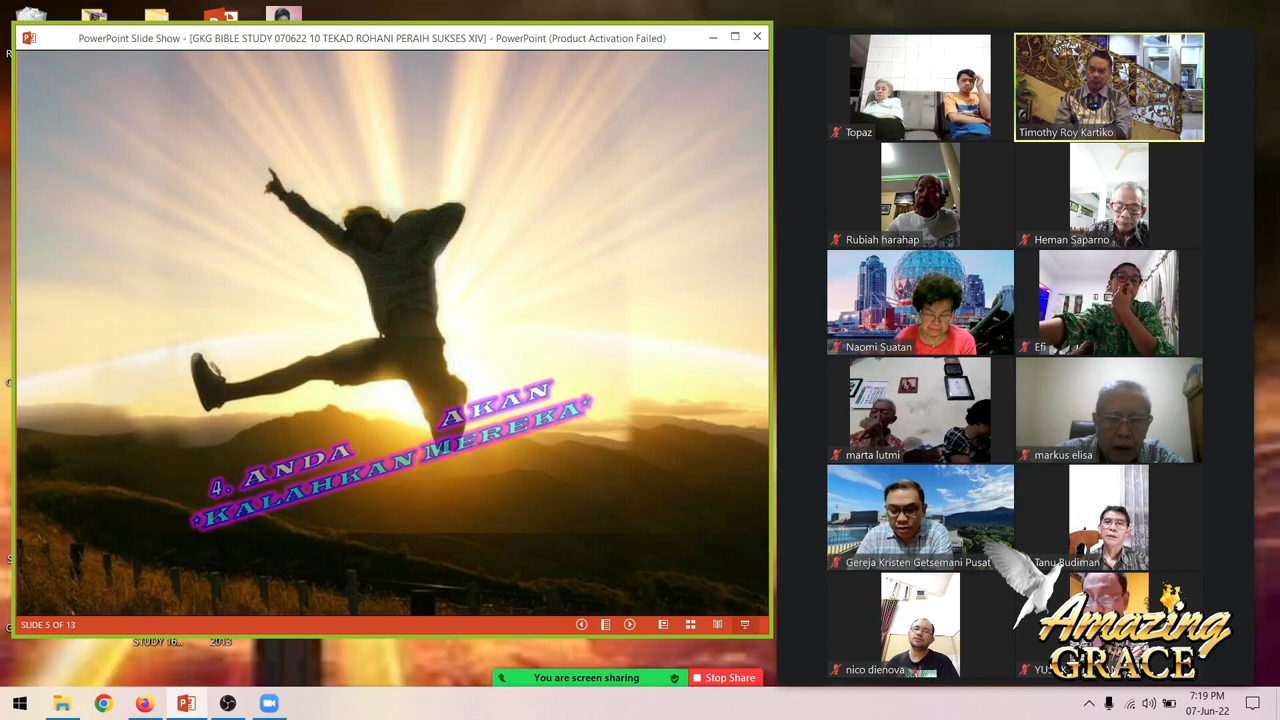 PowerPoint Slide Show - [GKG BIBLE STUDY 070622 10 TEKAD ROHANI PERAIH SUKSES XIV] - PowerPoint (Product Activation Failed)
4. ANDA AKAN
*KALAHKAN MEREKA*
SLIDE 5 OF 13
STUDY 16...
2013
Topaz
Timothy Roy Kartiko
Rubiah harahap
Heman Saparno
Naomi Suatan
Efi
marta lutmi
markus elisa
Gereja Kristen Getsemani Pusat
Tanu Budiman
nico dienova
Amazing
GRACE
You are screen sharing
Stop Share
7:19 PM
07-Jun-22